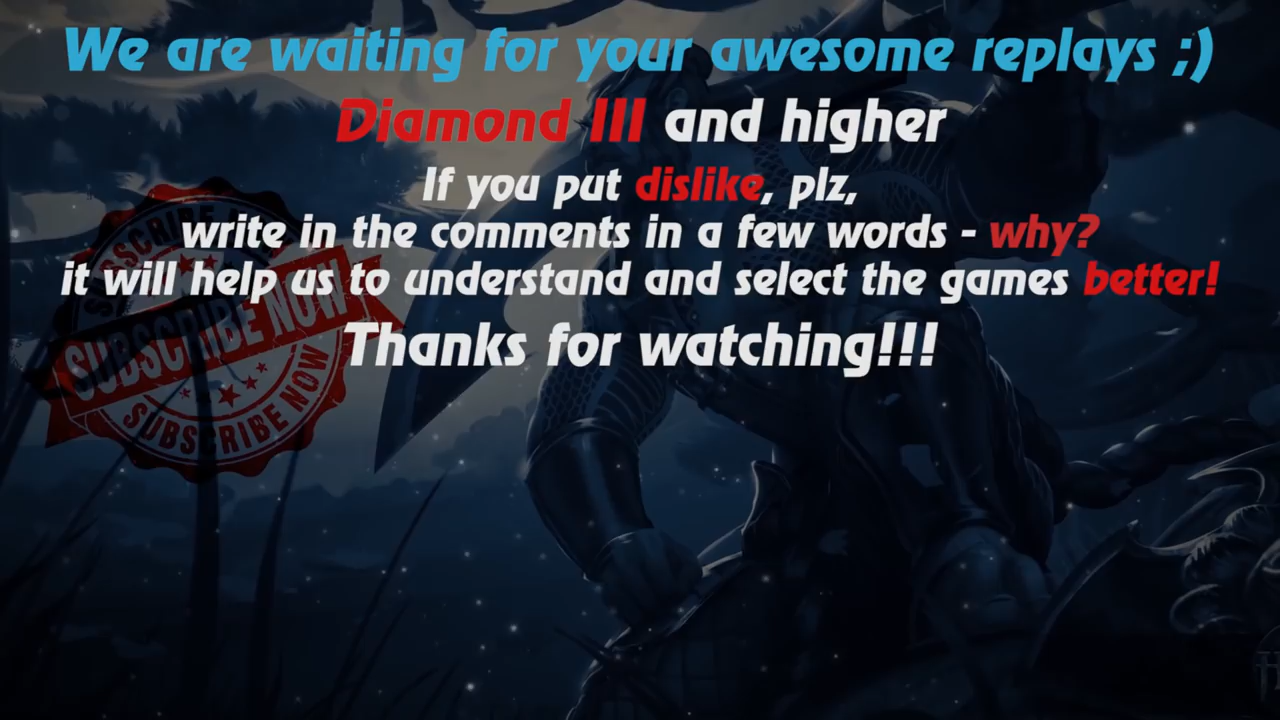 We are waiting for your awesome replays ;)
Diamond III and higher
If you put dislike, plz,
write in the comments in a few words - why?
it will help us to understand and select the games better!
Thanks for watching!!!
SUBSCRIBE NOW
SUBSCRIBE NOW